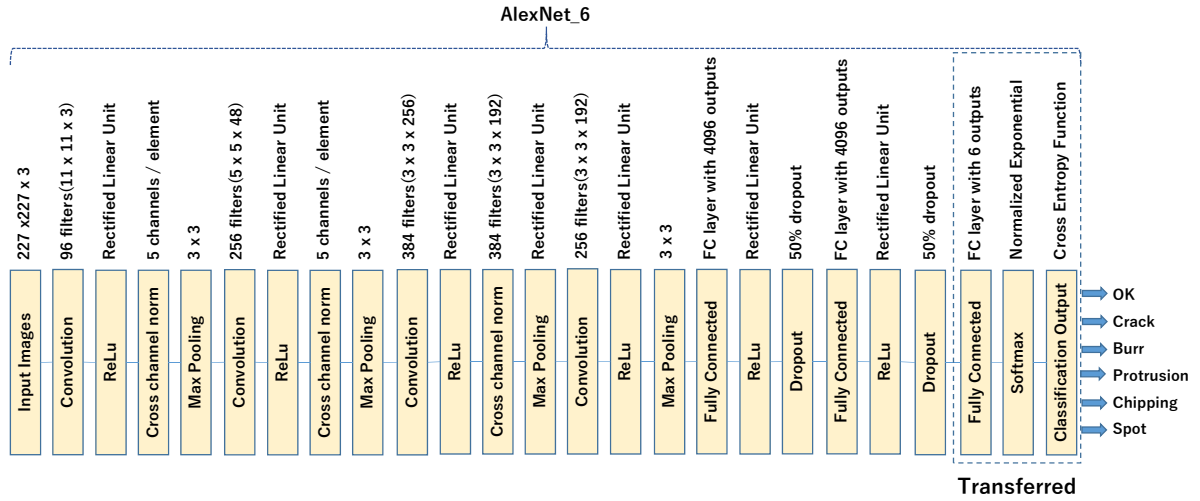 AlexNet_6
227 x227 x 3
96 filters(11 x 11 x 3)
Rectified Linear Unit
5 channels / element
3 x 3
256 filters(5 x 5 x 48)
Rectified Linear Unit
5 channels / element
3 x 3
384 filters(3 x 3 x 256)
Rectified Linear Unit
384 filters(3 x 3 x 192)
Rectified Linear Unit
256 filters(3 x 3 x 192)
Rectified Linear Unit
3 x 3
FC layer with 4096 outputs
Rectified Linear Unit
50% dropout
FC layer with 4096 outputs
Rectified Linear Unit
50% dropout
FC layer with 6 outputs
Normalized Exponential
Cross Entropy Function
Input Images
Convolution
ReLu
Cross channel norm
Max Pooling
Convolution
ReLu
Cross channel norm
Max Pooling
Convolution
ReLu
Cross channel norm
Max Pooling
Convolution
ReLu
Max Pooling
Fully Connected
ReLu
Dropout
Fully Connected
ReLu
Dropout
Fully Connected
Softmax
Classification Output
OK
Crack
Burr
Protrusion
Chipping
Spot
Transferred